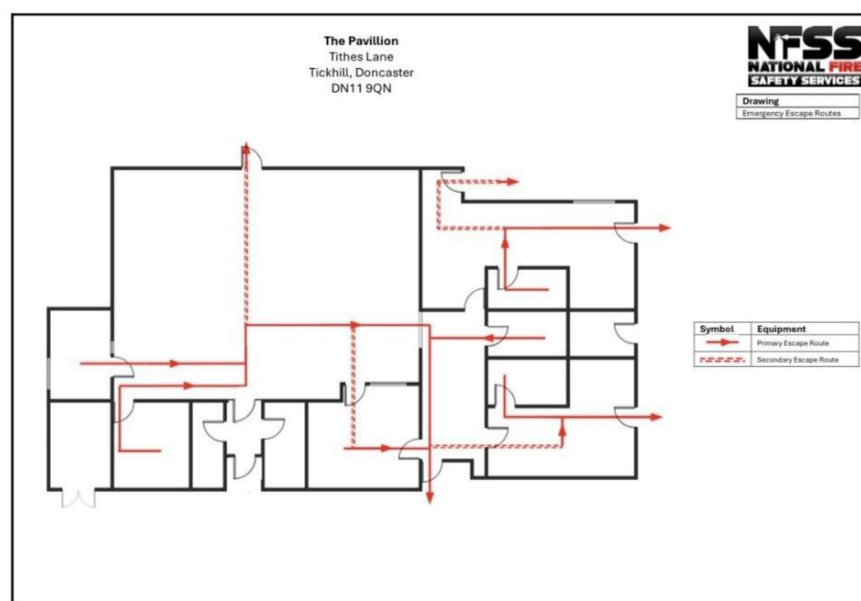 The Pavillion
Tithes Lane
Tickhill, Doncaster
DN11 9QN
NFSS
NATIONAL FIRE
SAFETY SERVICES
Drawing
Emergency Escape Routes
Symbol Equipment
Primary Escape Route
Secondary Escape Route